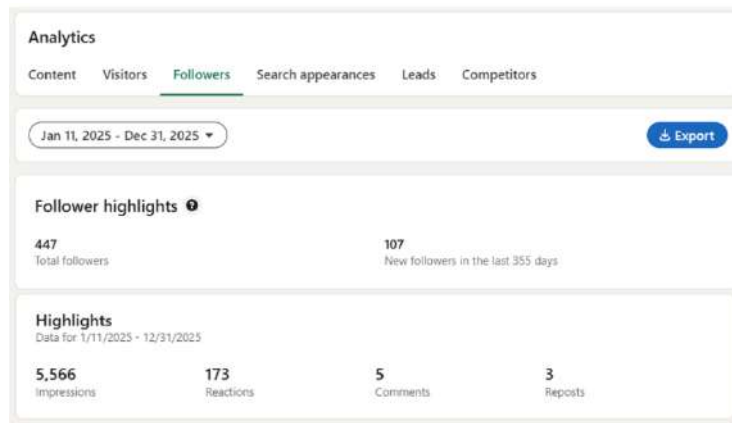 Analytics
Content Visitors Followers Search appearances Leads Competitors
Jan 11, 2025 - Dec 31, 2025
Export
Follower highlights
447 107
Total followers New followers in the last 355 days
Highlights
Data for 1/11/2025 - 12/31/2025
5,566 173 5 3
Impressions Reactions Comments Reposts